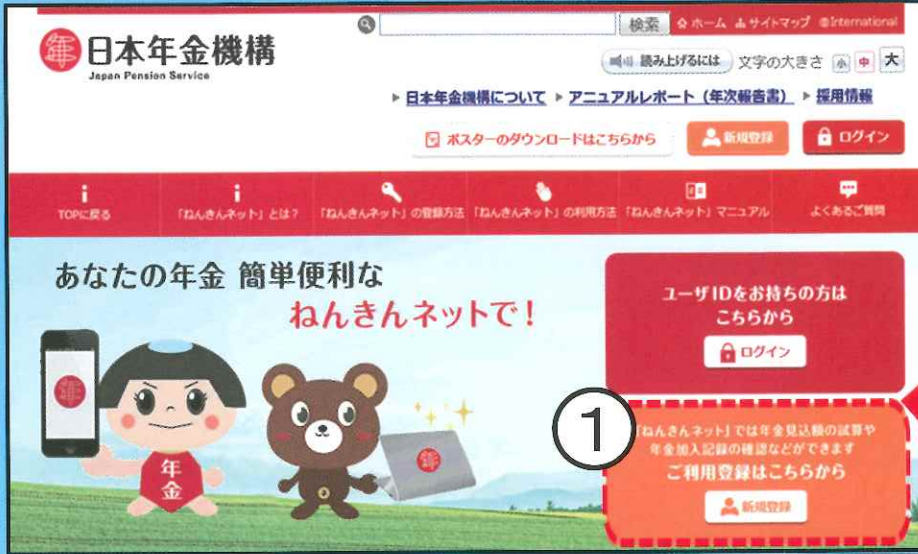 検索 ホーム サイトマップ International
日本年金機構
Japan Pension Service
読み上げるには 文字の大きさ 小 中 大
日本年金機構について アニュアルレポート（年次報告書） 採用情報
ポスターのダウンロードはこちらから 新規登録 ログイン
TOPに戻る 「ねんきんネット」とは？ 「ねんきんネット」の登録方法 「ねんきんネット」の利用方法 「ねんきんネット」マニュアル よくあるご質問
あなたの年金 簡単便利な
ねんきんネットで！
ユーザIDをお持ちの方は
こちらから
ログイン
年金
①
「ねんきんネット」では年金見込額の試算や
年金加入記録の確認などができます
ご利用登録はこちらから
新規登録